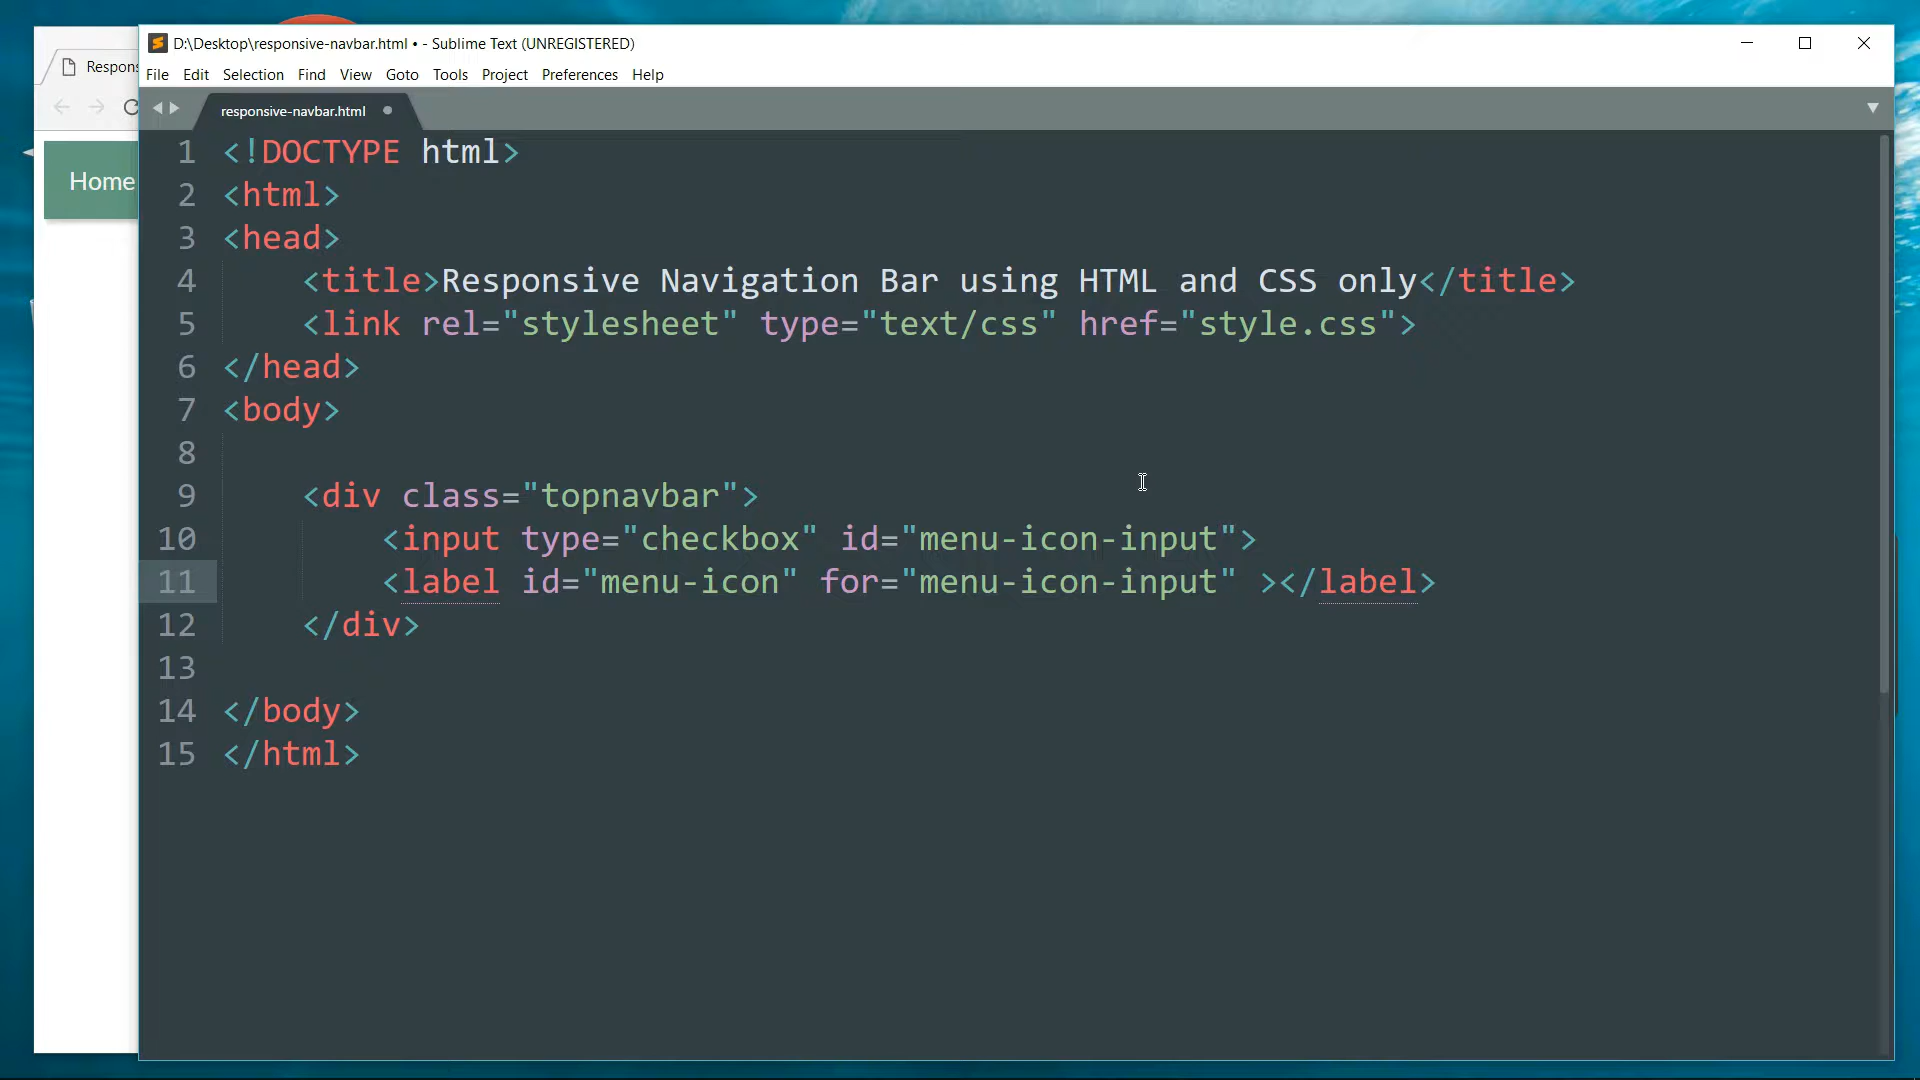 D:\Desktop\responsive-navbar.html • - Sublime Text (UNREGISTERED)
File Edit Selection Find View Goto Tools Project Preferences Help
Respons
responsive-navbar.html
Home
1 <!DOCTYPE html>
2 <html>
3 <head>
4 <title>Responsive Navigation Bar using HTML and CSS only</title>
5 <link rel="stylesheet" type="text/css" href="style.css">
6 </head>
7 <body>
8
9 <div class="topnavbar">
10 <input type="checkbox" id="menu-icon-input">
11 <label id="menu-icon" for="menu-icon-input" ></label>
12 </div>
13
14 </body>
15 </html>